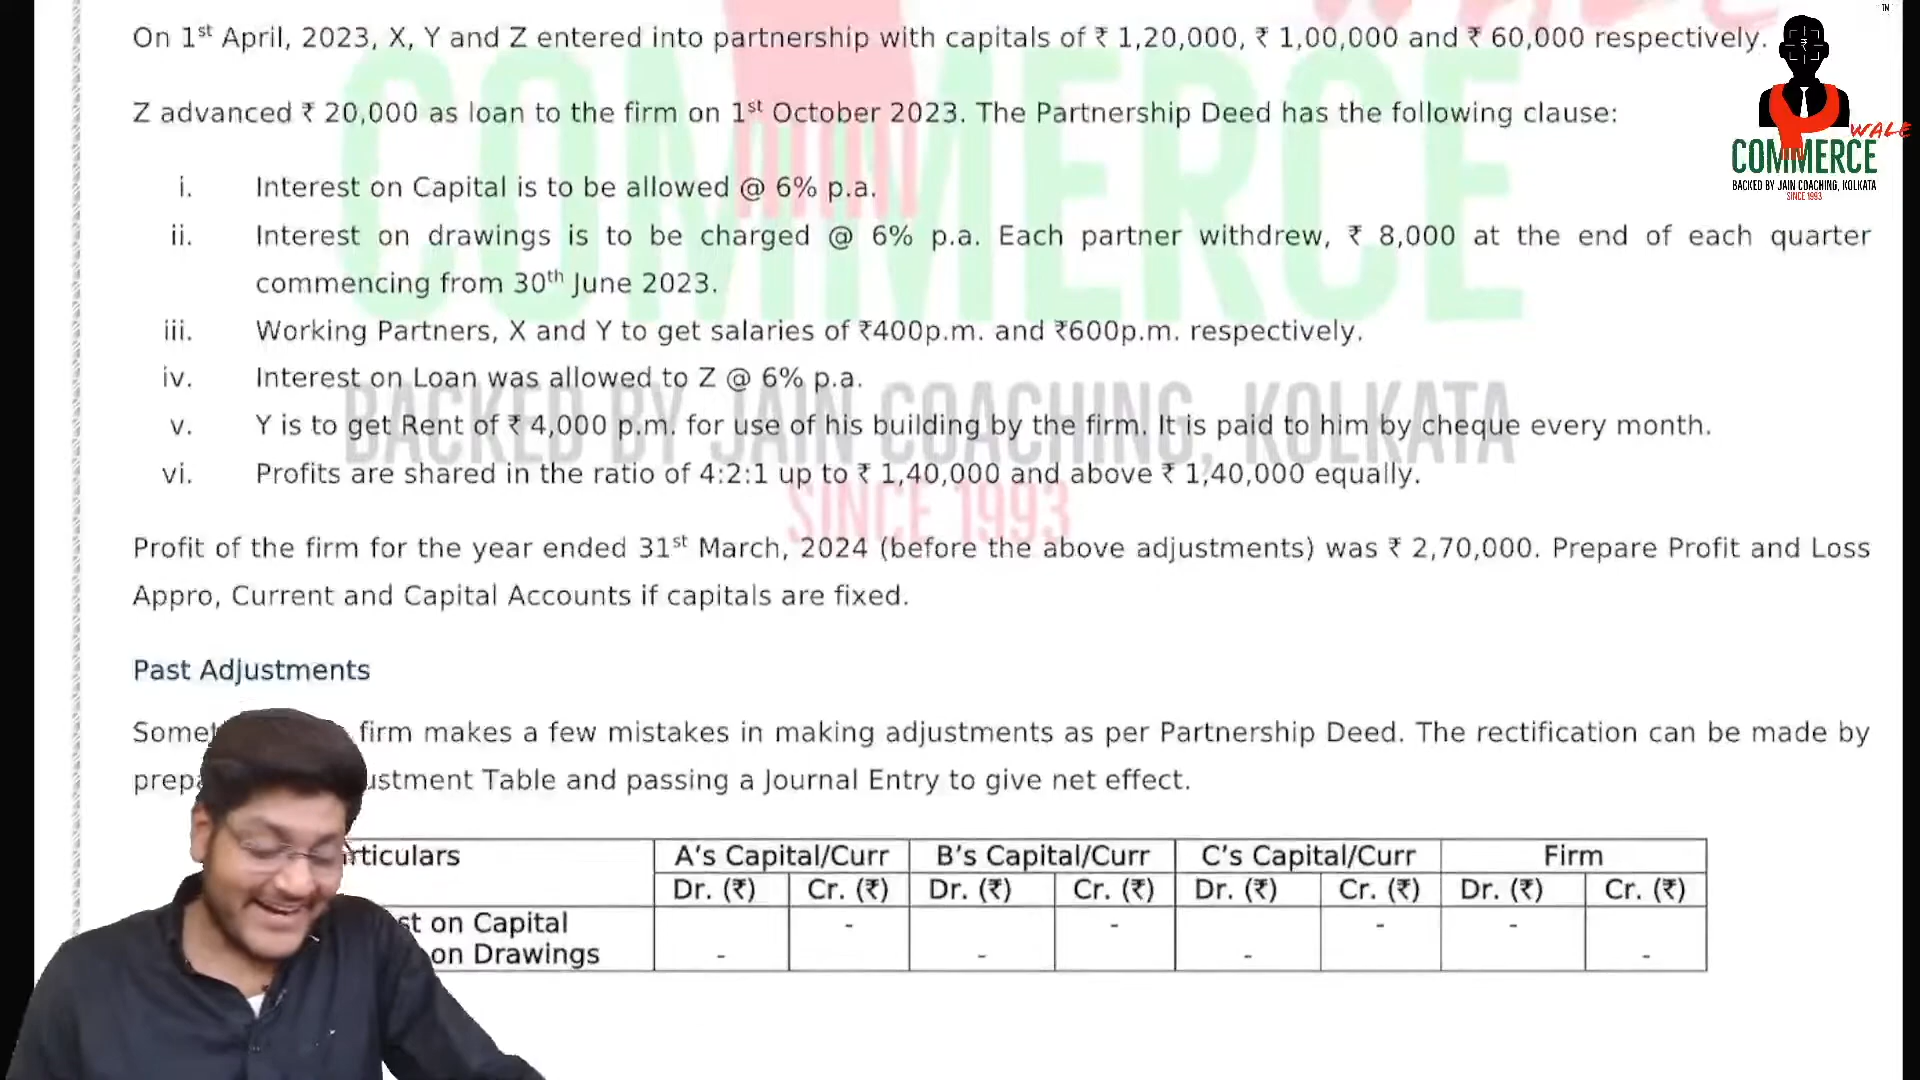 On 1st April, 2023, X, Y and Z entered into partnership with capitals of ₹ 1,20,000, ₹ 1,00,000 and ₹ 60,000 respectively.
Z advanced ₹ 20,000 as loan to the firm on 1st October 2023. The Partnership Deed has the following clause:
i. Interest on Capital is to be allowed @ 6% p.a.
ii. Interest on drawings is to be charged @ 6% p.a. Each partner withdrew, ₹ 8,000 at the end of each quarter
commencing from 30th June 2023.
iii. Working Partners, X and Y to get salaries of ₹400p.m. and ₹600p.m. respectively.
iv. Interest on Loan was allowed to Z @ 6% p.a.
v. Y is to get Rent of ₹ 4,000 p.m. for use of his building by the firm. It is paid to him by cheque every month.
vi. Profits are shared in the ratio of 4:2:1 up to ₹ 1,40,000 and above ₹ 1,40,000 equally.
Profit of the firm for the year ended 31st March, 2024 (before the above adjustments) was ₹ 2,70,000. Prepare Profit and Loss
Appro, Current and Capital Accounts if capitals are fixed.
Past Adjustments
firm makes a few mistakes in making adjustments as per Partnership Deed. The rectification can be made by
Table and passing a Journal Entry to give net effect.
A's Capital/Curr B's Capital/Curr C's Capital/Curr Firm
Dr. (₹) Cr. (₹) Dr. (₹) Cr. (₹) Dr. (₹) Cr. (₹) Dr. (₹) Cr. (₹)
on Capital - - - -
on Drawings - - - -
WALE
COMMERCE
BACKED BY JAIN COACHING, KOLKATA
SINCE 1993
TM
WALE
COMMERCE
BACKED BY JAIN COACHING, KOLKATA
SINCE 1993